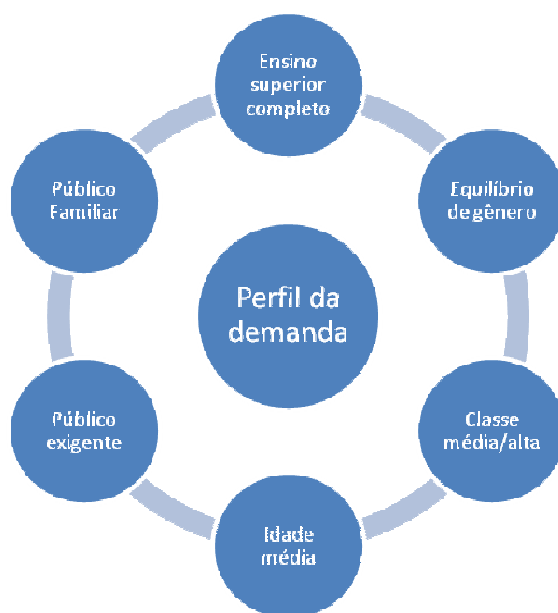 Ensino
superior
completo
Equilíbrio
de gênero
Classe
média/alta
Idade
média
Público
exigente
Público
Familiar
Perfil da
demanda